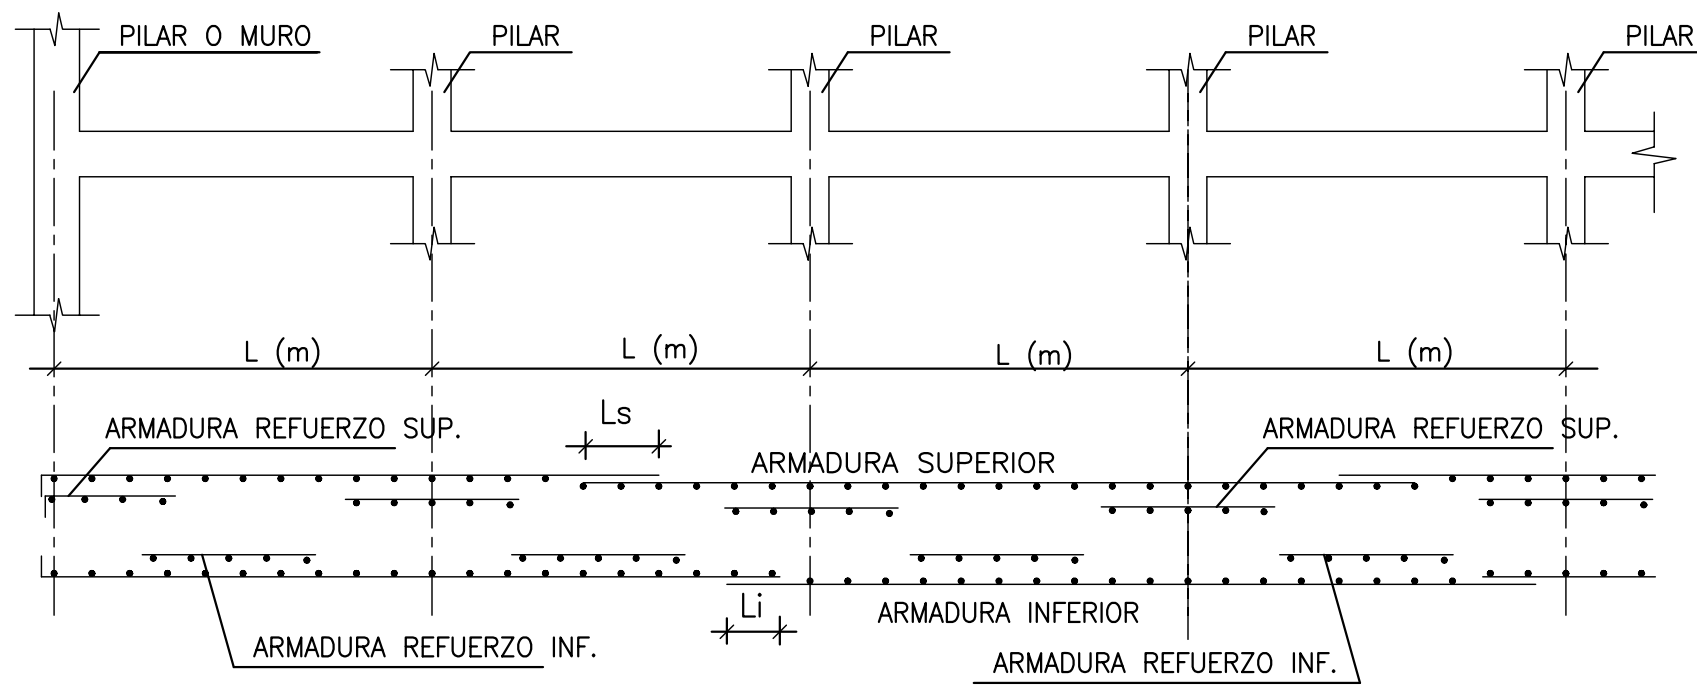 PILAR O MURO
PILAR
PILAR
PILAR
PILAR
L (m)
L (m)
L (m)
L (m)
Ls
ARMADURA REFUERZO SUP.
ARMADURA REFUERZO SUP.
ARMADURA SUPERIOR
Li
ARMADURA INFERIOR
ARMADURA REFUERZO INF.
ARMADURA REFUERZO INF.